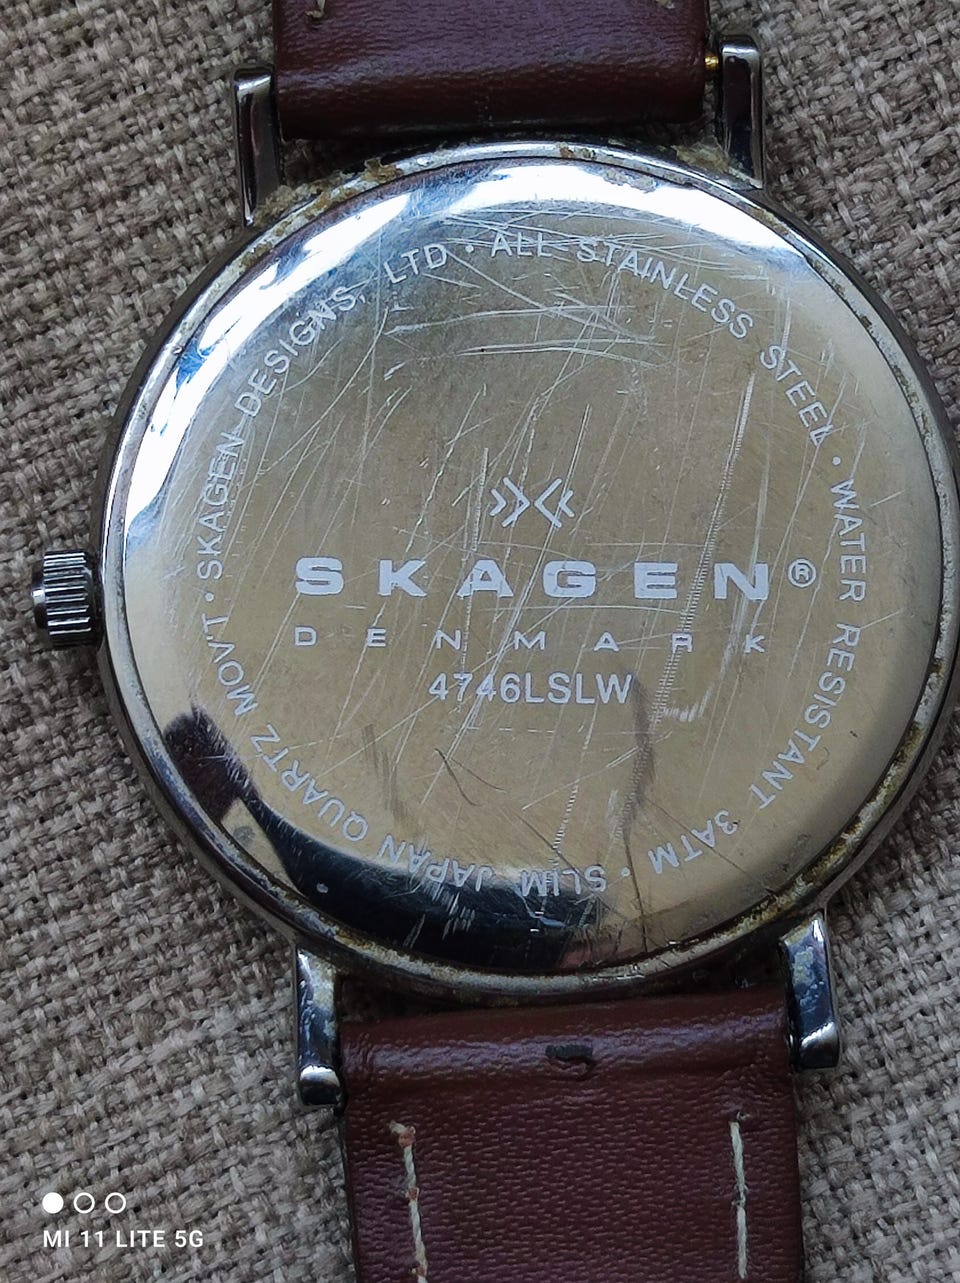 SKAGEN DESIGNS, LTD · ALL STAINLESS STEEL · WATER RESISTANT 3ATM · SLIM JAPAN QUARTZ MOV'T ·
SKAGEN®
DENMARK
4746LSLW
MI 11 LITE 5G